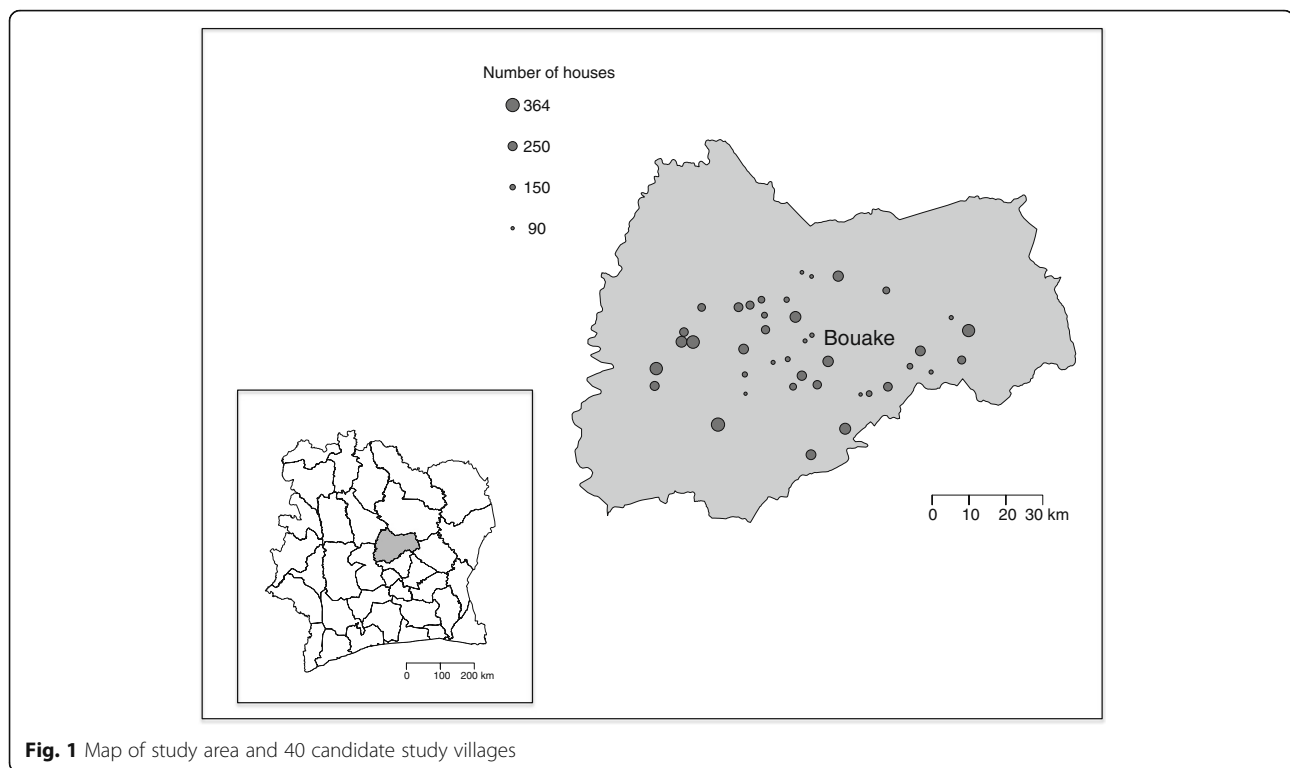 Number of houses
364
250
150
90
Bouake
0 10 20 30 km
0 100 200 km
Fig. 1 Map of study area and 40 candidate study villages